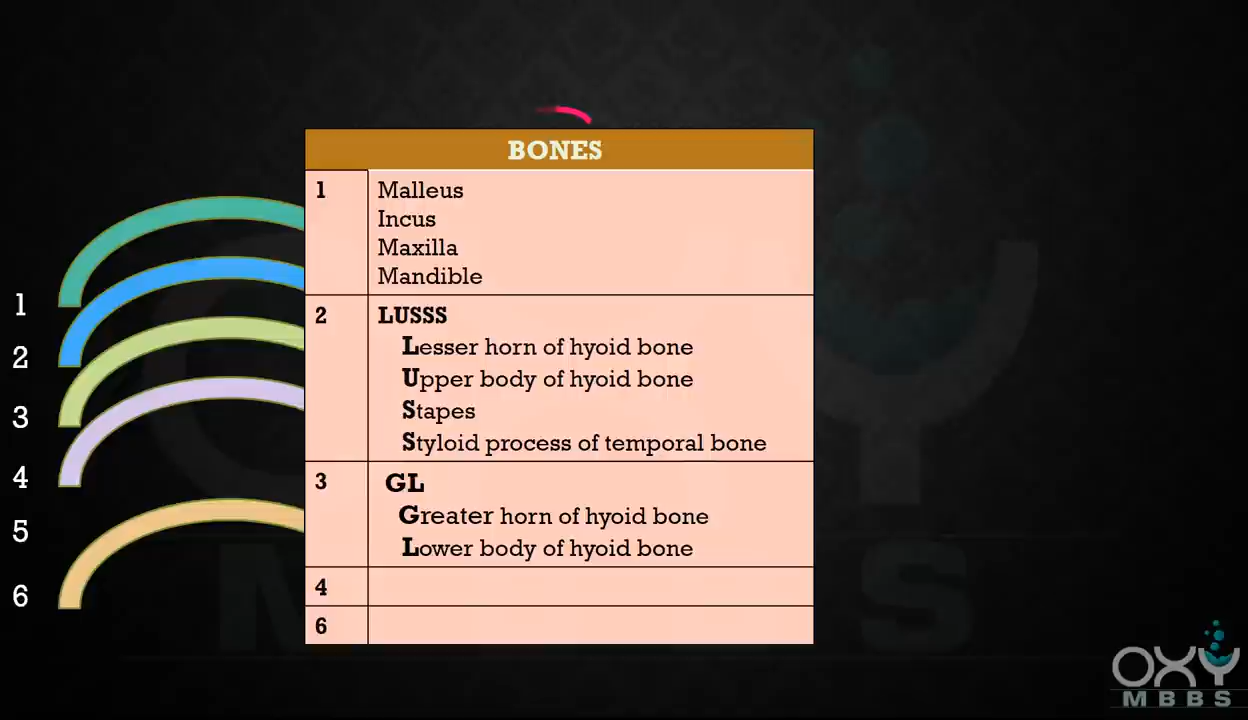 BONES
1
Malleus
Incus
Maxilla
Mandible
2
LUSSS
Lesser horn of hyoid bone
Upper body of hyoid bone
Stapes
Styloid process of temporal bone
3
GL
Greater horn of hyoid bone
Lower body of hyoid bone
4
6
1
2
3
4
5
6
OXY
MBBS